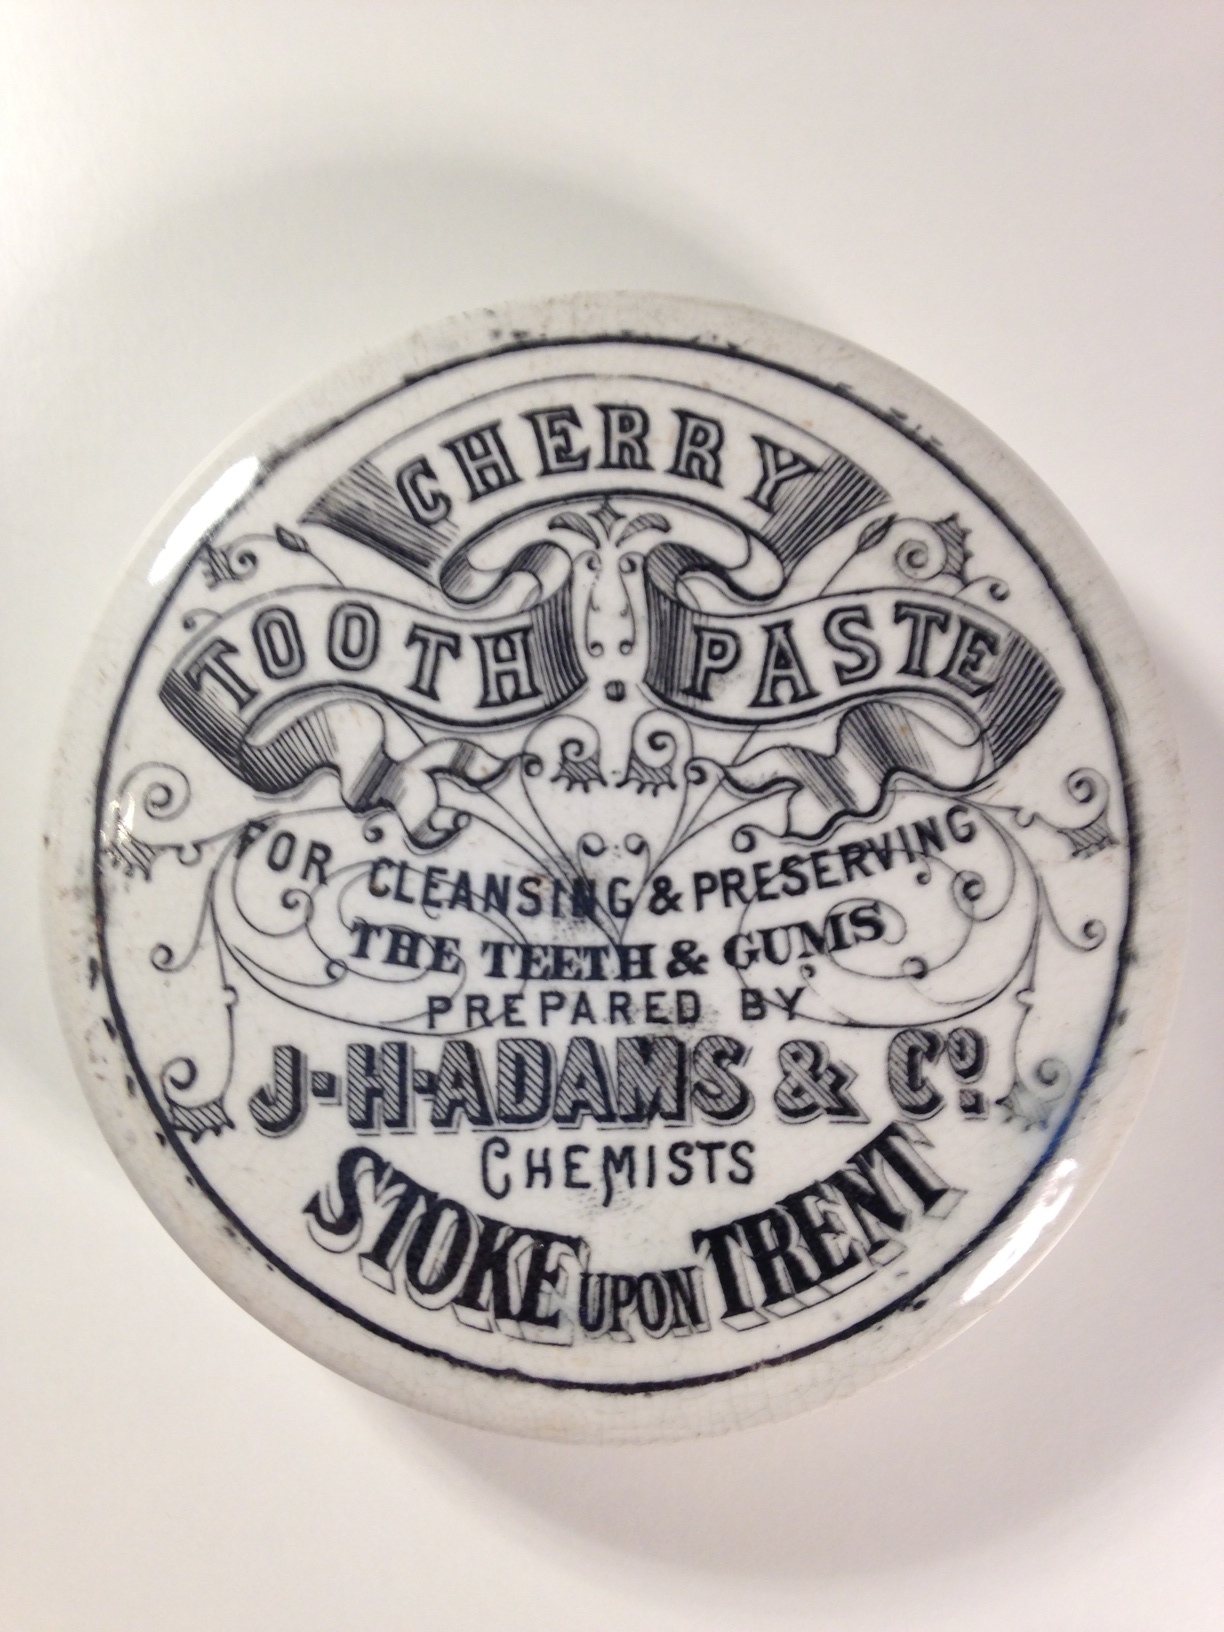 CHERRY
TOOTH PASTE
FOR CLEANSING & PRESERVING
THE TEETH & GUMS
PREPARED BY
J-H-ADAMS & Co.
CHEMISTS
STOKE UPON TRENT